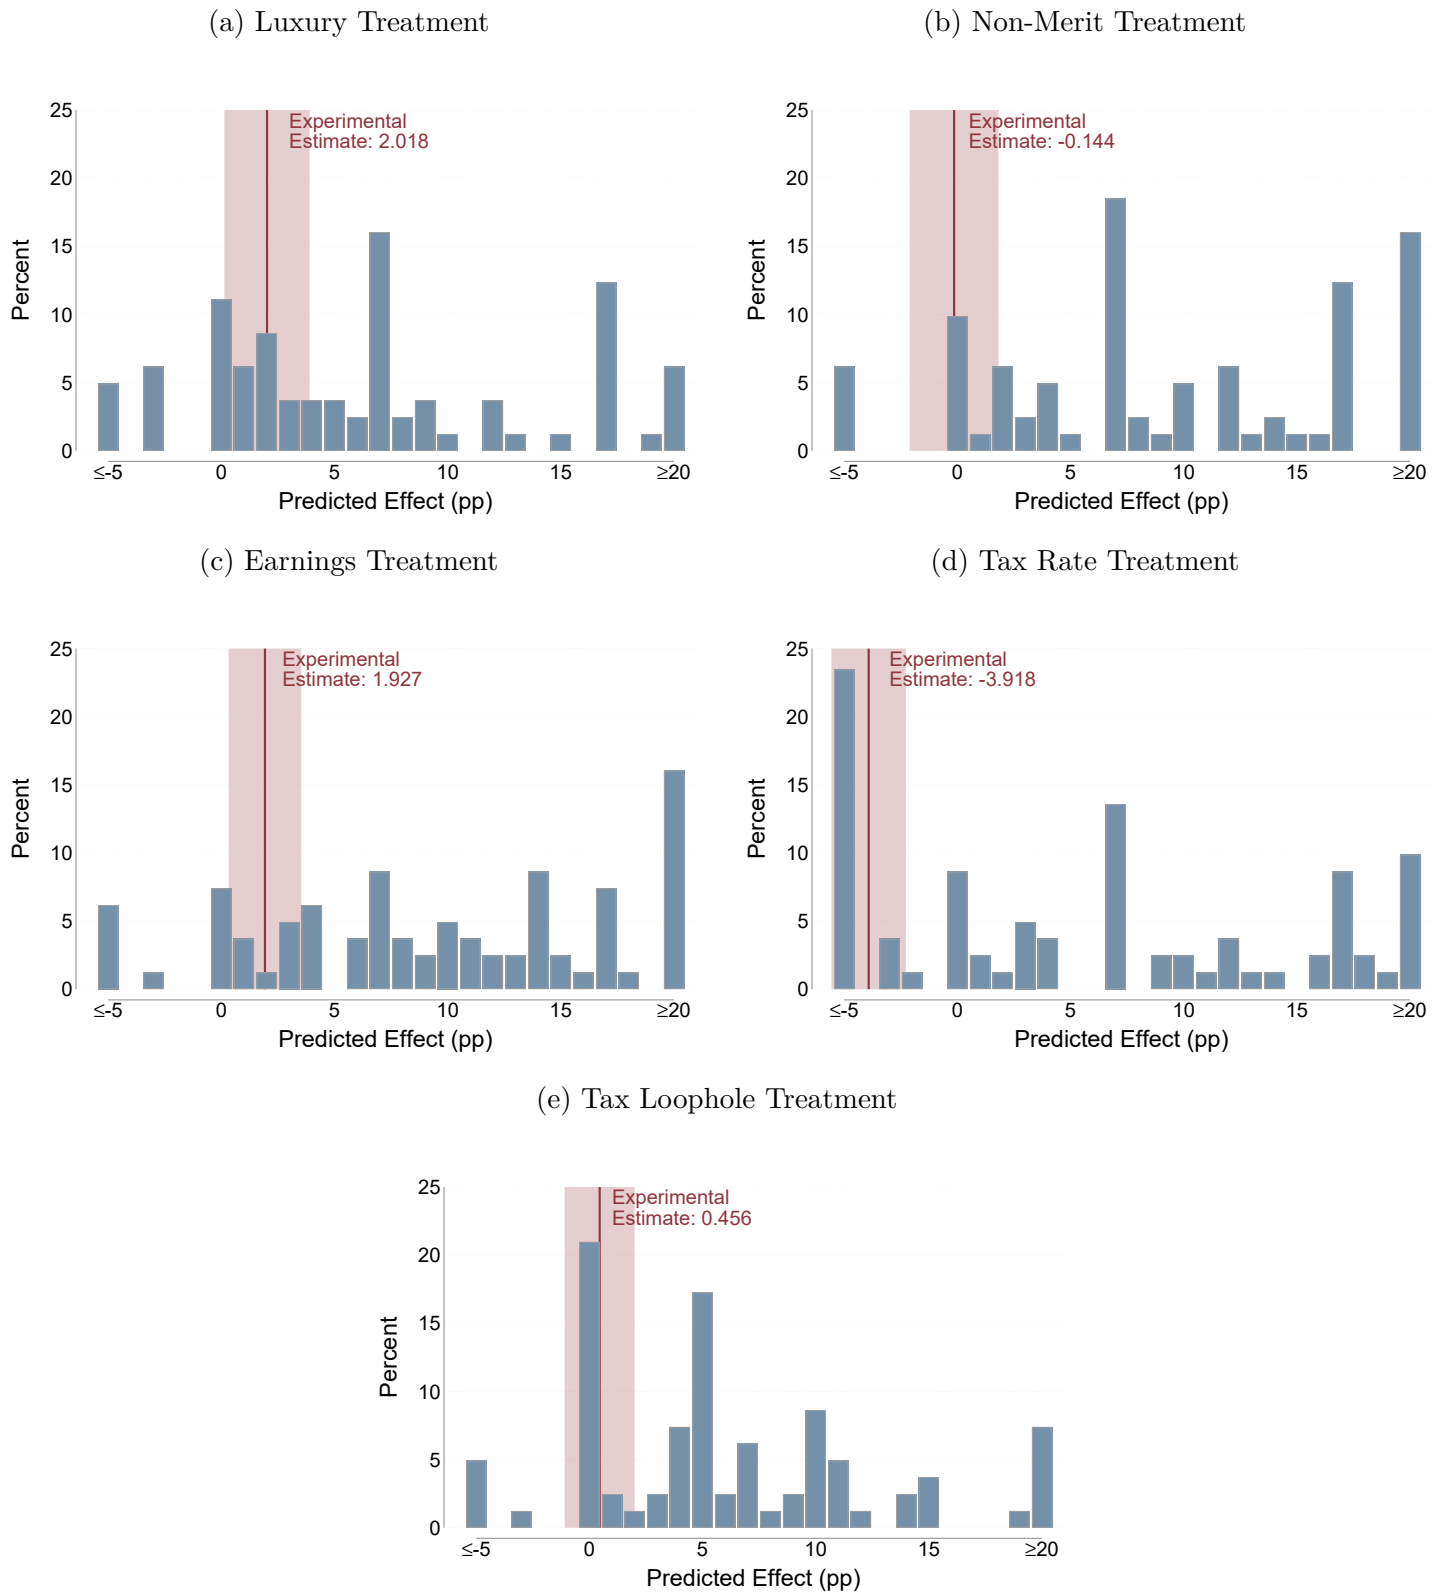 (a) Luxury Treatment
25
20
15
10
5
0
Percent
Experimental
Estimate: 2.018
≤-5 0 5 10 15 ≥20
Predicted Effect (pp)
(b) Non-Merit Treatment
25
20
15
10
5
0
Percent
Experimental
Estimate: -0.144
≤-5 0 5 10 15 ≥20
Predicted Effect (pp)
(c) Earnings Treatment
25
20
15
10
5
0
Percent
Experimental
Estimate: 1.927
≤-5 0 5 10 15 ≥20
Predicted Effect (pp)
(d) Tax Rate Treatment
25
20
15
10
5
0
Percent
Experimental
Estimate: -3.918
≤-5 0 5 10 15 ≥20
Predicted Effect (pp)
(e) Tax Loophole Treatment
25
20
15
10
5
0
Percent
Experimental
Estimate: 0.456
≤-5 0 5 10 15 ≥20
Predicted Effect (pp)